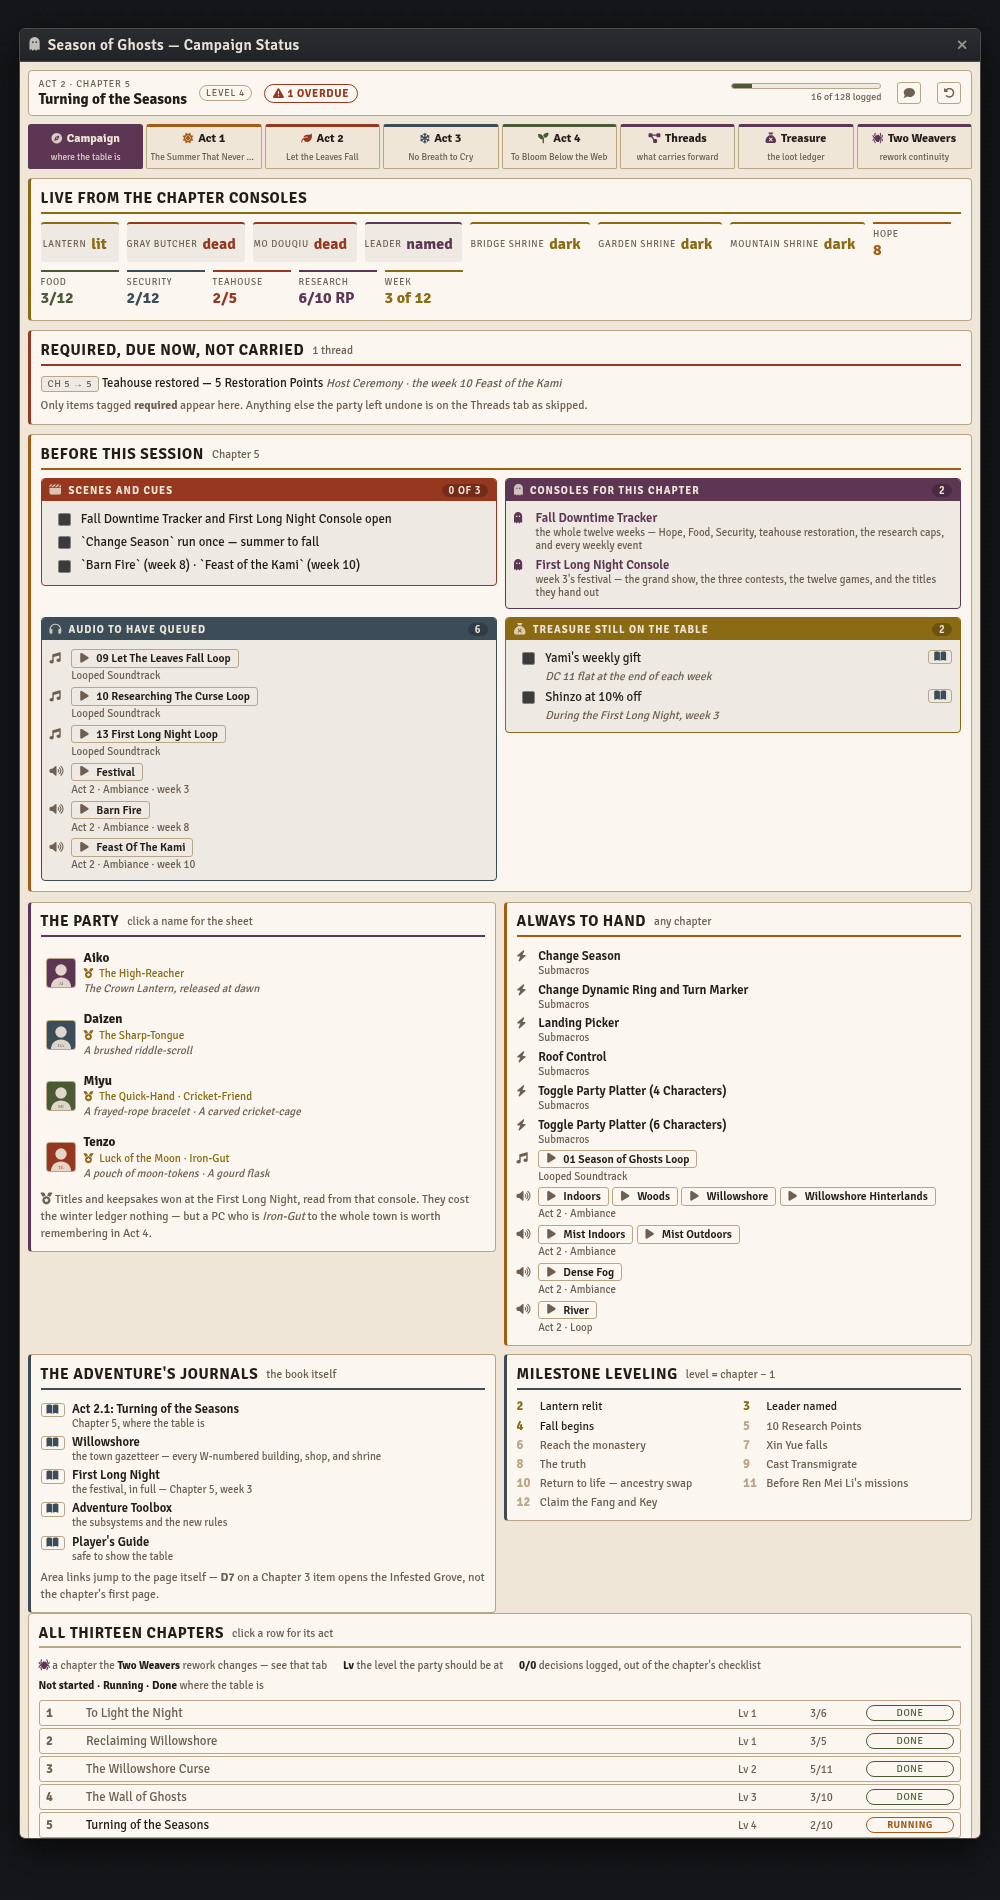 Season of Ghosts — Campaign Status
ACT 2 · CHAPTER 5
Turning of the Seasons
LEVEL 4
1 OVERDUE
16 of 128 logged
Campaign
where the table is
Act 1
The Summer That Never ...
Act 2
Let the Leaves Fall
Act 3
No Breath to Cry
Act 4
To Bloom Below the Web
Threads
what carries forward
Treasure
the loot ledger
Two Weavers
rework continuity
LIVE FROM THE CHAPTER CONSOLES
LANTERN lit
GRAY BUTCHER dead
MO DOUQIU dead
LEADER named
BRIDGE SHRINE dark
GARDEN SHRINE dark
MOUNTAIN SHRINE dark
HOPE
8
FOOD
3/12
SECURITY
2/12
TEAHOUSE
2/5
RESEARCH
6/10 RP
WEEK
3 of 12
REQUIRED, DUE NOW, NOT CARRIED 1 thread
CH 5 → 5 Teahouse restored — 5 Restoration Points Host Ceremony · the week 10 Feast of the Kami
Only items tagged required appear here. Anything else the party left undone is on the Threads tab as skipped.
BEFORE THIS SESSION Chapter 5
SCENES AND CUES 0 OF 3
Fall Downtime Tracker and First Long Night Console open
`Change Season` run once — summer to fall
`Barn Fire` (week 8) · `Feast of the Kami` (week 10)
CONSOLES FOR THIS CHAPTER 2
Fall Downtime Tracker
the whole twelve weeks — Hope, Food, Security, teahouse restoration, the research caps,
and every weekly event
First Long Night Console
week 3's festival — the grand show, the three contests, the twelve games, and the titles
they hand out
AUDIO TO HAVE QUEUED 6
09 Let The Leaves Fall Loop
Looped Soundtrack
10 Researching The Curse Loop
Looped Soundtrack
13 First Long Night Loop
Looped Soundtrack
Festival
Act 2 · Ambiance · week 3
Barn Fire
Act 2 · Ambiance · week 8
Feast Of The Kami
Act 2 · Ambiance · week 10
TREASURE STILL ON THE TABLE 2
Yami's weekly gift
DC 11 flat at the end of each week
Shinzo at 10% off
During the First Long Night, week 3
THE PARTY click a name for the sheet
Aiko
The High-Reacher
The Crown Lantern, released at dawn
Daizen
The Sharp-Tongue
A brushed riddle-scroll
Miyu
The Quick-Hand · Cricket-Friend
A frayed-rope bracelet · A carved cricket-cage
Tenzo
Luck of the Moon · Iron-Gut
A pouch of moon-tokens · A gourd flask
Titles and keepsakes won at the First Long Night, read from that console. They cost
the winter ledger nothing — but a PC who is Iron-Gut to the whole town is worth
remembering in Act 4.
ALWAYS TO HAND any chapter
Change Season
Submacros
Change Dynamic Ring and Turn Marker
Submacros
Landing Picker
Submacros
Roof Control
Submacros
Toggle Party Platter (4 Characters)
Submacros
Toggle Party Platter (6 Characters)
Submacros
01 Season of Ghosts Loop
Looped Soundtrack
Indoors Woods Willowshore Willowshore Hinterlands
Act 2 · Ambiance
Mist Indoors Mist Outdoors
Act 2 · Ambiance
Dense Fog
Act 2 · Ambiance
River
Act 2 · Loop
THE ADVENTURE'S JOURNALS the book itself
Act 2.1: Turning of the Seasons
Chapter 5, where the table is
Willowshore
the town gazetteer — every W-numbered building, shop, and shrine
First Long Night
the festival, in full — Chapter 5, week 3
Adventure Toolbox
the subsystems and the new rules
Player's Guide
safe to show the table
Area links jump to the page itself — D7 on a Chapter 3 item opens the Infested Grove, not
the chapter's first page.
MILESTONE LEVELING level = chapter − 1
2 Lantern relit
3 Leader named
4 Fall begins
5 10 Research Points
6 Reach the monastery
7 Xin Yue falls
8 The truth
9 Cast Transmigrate
10 Return to life — ancestry swap
11 Before Ren Mei Li's missions
12 Claim the Fang and Key
ALL THIRTEEN CHAPTERS click a row for its act
a chapter the Two Weavers rework changes — see that tab Lv the level the party should be at 0/0 decisions logged, out of the chapter's checklist
Not started · Running · Done where the table is
1 To Light the Night Lv 1 3/6 DONE
2 Reclaiming Willowshore Lv 1 3/5 DONE
3 The Willowshore Curse Lv 2 5/11 DONE
4 The Wall of Ghosts Lv 3 3/10 DONE
5 Turning of the Seasons Lv 4 2/10 RUNNING